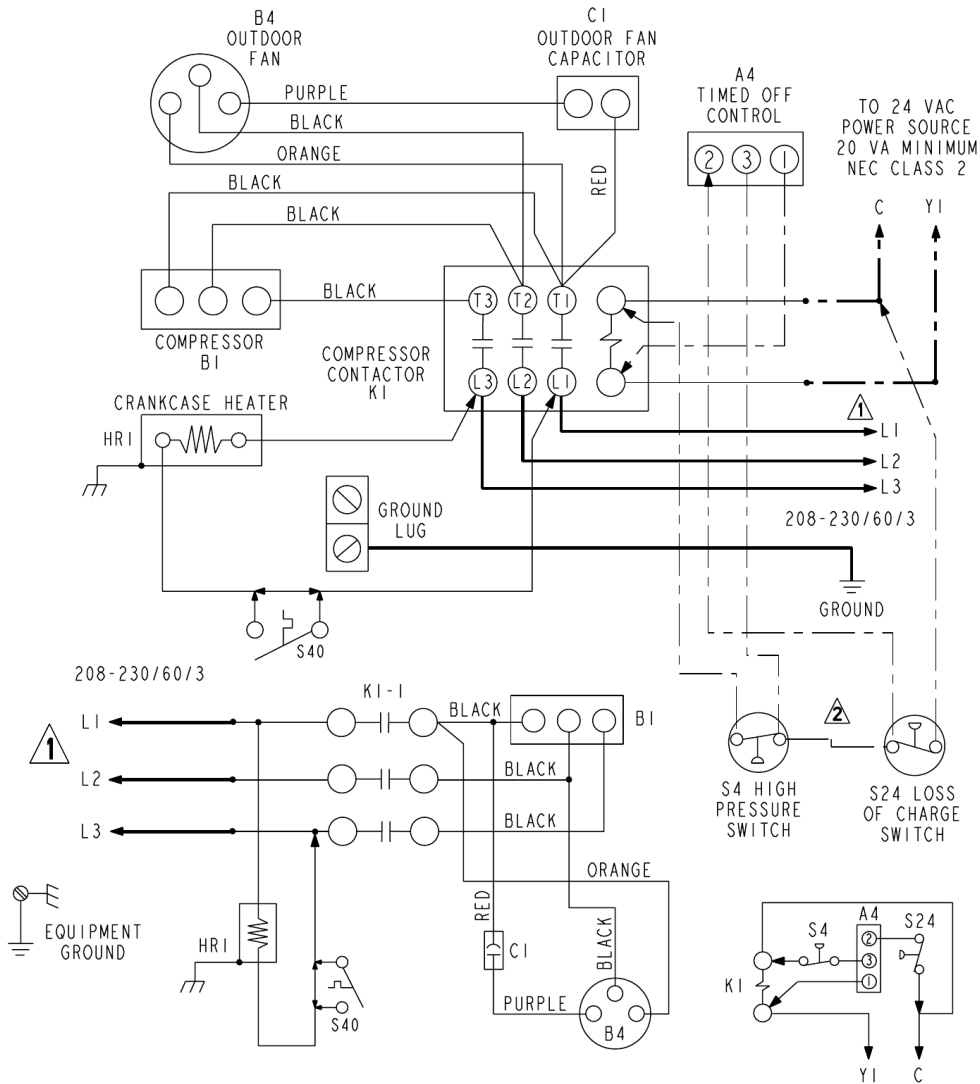 B4
OUTDOOR
FAN
C1
OUTDOOR FAN
CAPACITOR
A4
TIMED OFF
CONTROL
TO 24 VAC
POWER SOURCE
20 VA MINIMUM
NEC CLASS 2
PURPLE
BLACK
ORANGE
RED
2 3 1
C Y1
BLACK
BLACK
BLACK
T3 T2 T1
COMPRESSOR
B1
COMPRESSOR
CONTACTOR
K1
L3 L2 L1
CRANKCASE HEATER
HR1
1
L1
L2
L3
208-230/60/3
GROUND
LUG
GROUND
S40
208-230/60/3
K1-1
BLACK
B1
L1
1
2
L2
BLACK
S4 HIGH
PRESSURE
SWITCH
S24 LOSS
OF CHARGE
SWITCH
L3
BLACK
ORANGE
RED
BLACK
EQUIPMENT
GROUND
HR1
C1
PURPLE
B4
S40
S4
A4
S24
2
3
1
K1
Y1 C